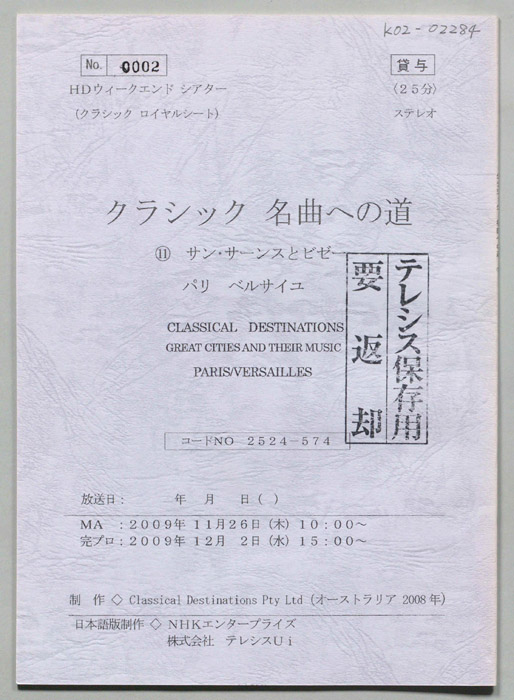 K02-02284
No. 0002
貸与
HDウィークエンド シアター
(25分)
(クラシック ロイヤルシート)
ステレオ
クラシック 名曲への道
⑪ サン・サーンスとビゼー
パリ ベルサイユ
CLASSICAL DESTINATIONS
GREAT CITIES AND THEIR MUSIC
PARIS/VERSAILLES
テレシス保存用
要返却
コードNO 2524-574
放送日: 年 月 日( )
MA :2009年 11月26日(木) 10:00~
完プロ:2009年 12月 2日(水) 15:00~
制 作 ◇ Classical Destinations Pty Ltd (オーストラリア 2008年)
日本語版制作 ◇ NHKエンタープライズ
株式会社 テレシスUi